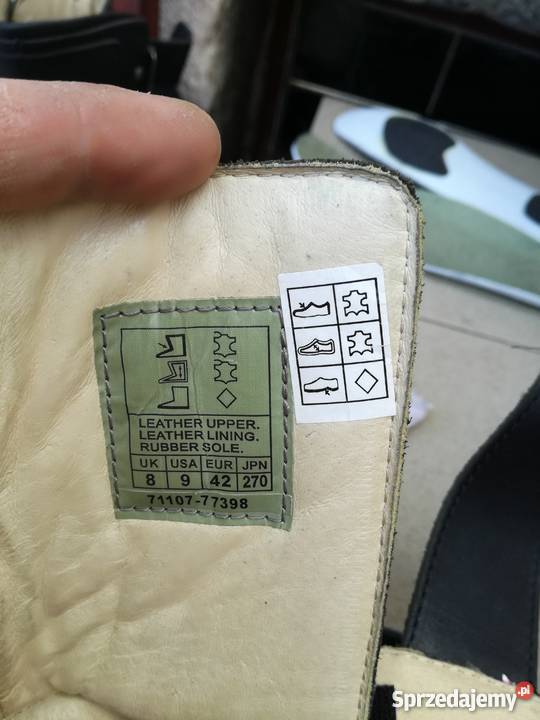 LEATHER UPPER.
LEATHER LINING.
RUBBER SOLE.
UK USA EUR JPN
8 9 42 270
71107-77398
Sprzedajemy.pl